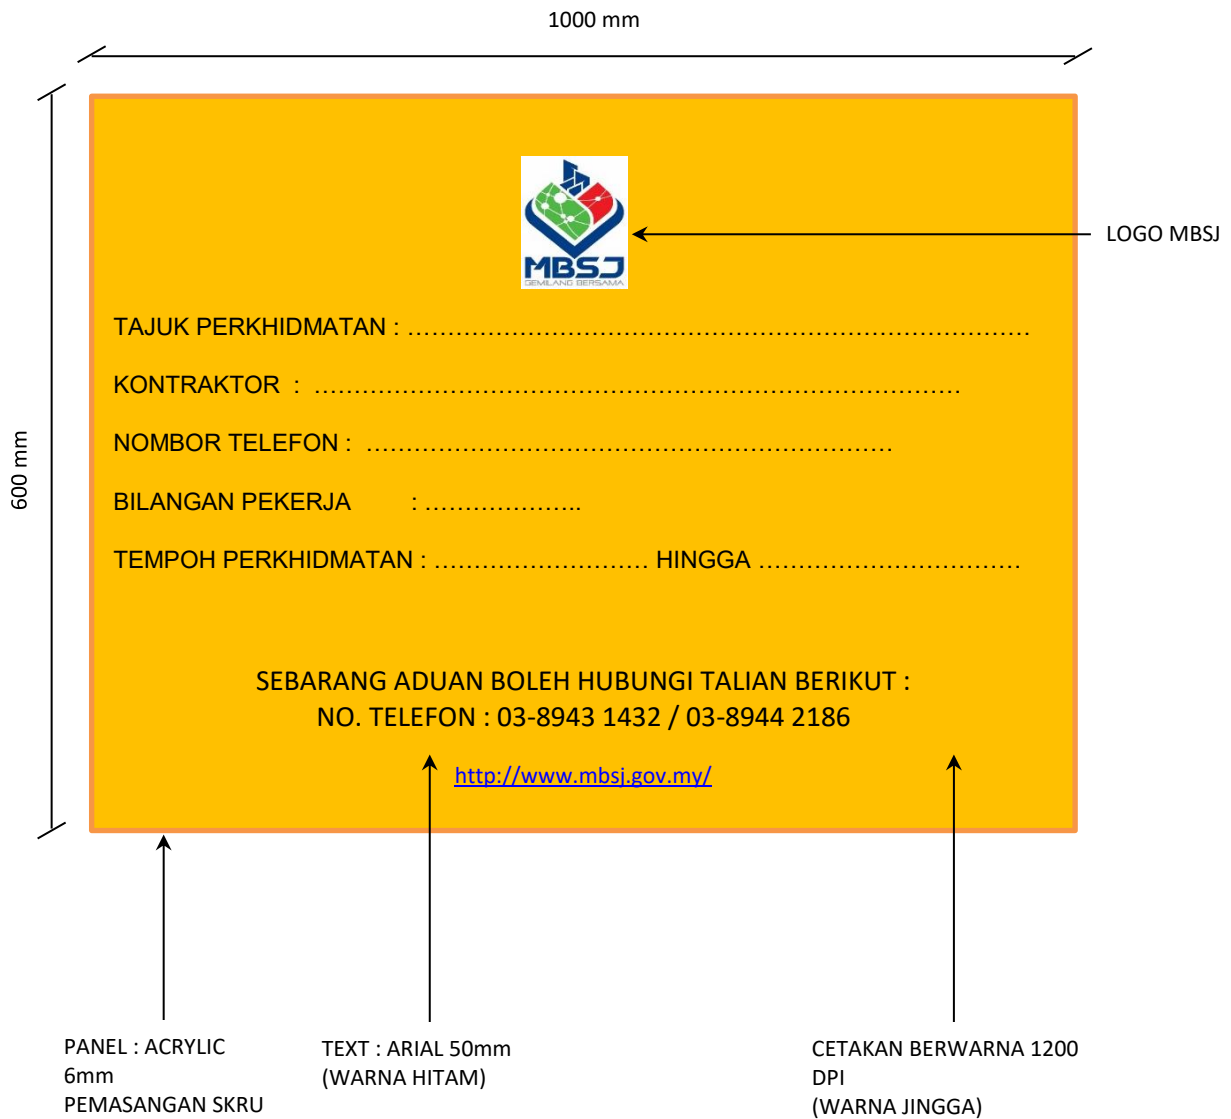 1000 mm
600 mm
MBSJ
GEMILANG BERSAMA
LOGO MBSJ
TAJUK PERKHIDMATAN : ……………………………………………………………………
KONTRAKTOR : ………………………………………………………………………
NOMBOR TELEFON : …………………………………………………………
BILANGAN PEKERJA : ………………..
TEMPOH PERKHIDMATAN : ……………………… HINGGA ……………………………
SEBARANG ADUAN BOLEH HUBUNGI TALIAN BERIKUT :
NO. TELEFON : 03-8943 1432 / 03-8944 2186
http://www.mbsj.gov.my/
PANEL : ACRYLIC
6mm
PEMASANGAN SKRU
TEXT : ARIAL 50mm
(WARNA HITAM)
CETAKAN BERWARNA 1200
DPI
(WARNA JINGGA)